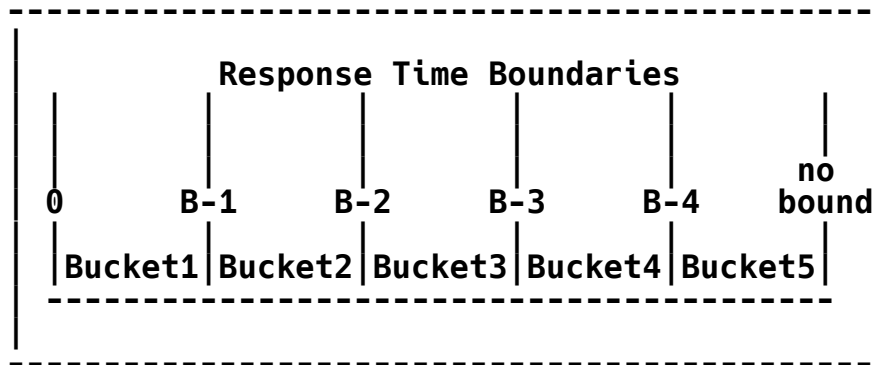 Response Time Boundaries
no
0 B-1 B-2 B-3 B-4 bound
|Bucket1|Bucket2|Bucket3|Bucket4|Bucket5|